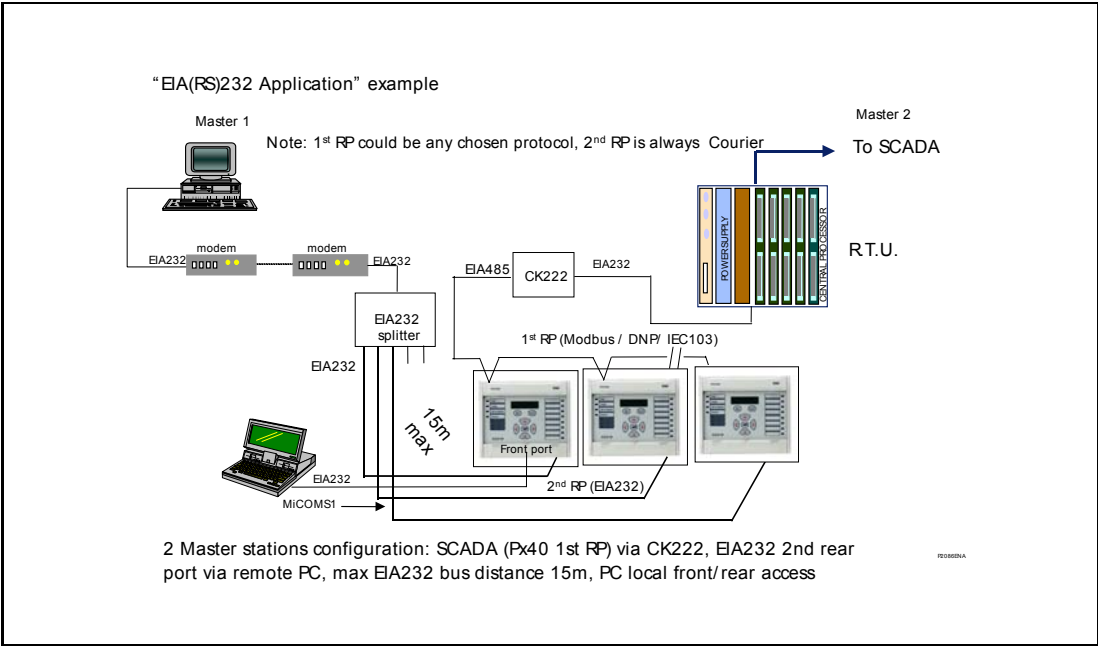 “EIA(RS)232 Application” example
Master 1
Note: 1st RP could be any chosen protocol, 2nd RP is always Courier
Master 2
To SCADA
POWER SUPPLY
CENTRAL PROCESSOR
R.T.U.
modem
modem
EIA232
EIA232
EIA485
CK222
EIA232
EIA232
splitter
1st RP (Modbus / DNP/ IEC103)
EIA232
15m
max
Front port
EIA232
2nd RP (EIA232)
MiCOMS1
2 Master stations configuration: SCADA (Px40 1st RP) via CK222, EIA232 2nd rear
port via remote PC, max EIA232 bus distance 15m, PC local front/rear access
P2086ENA